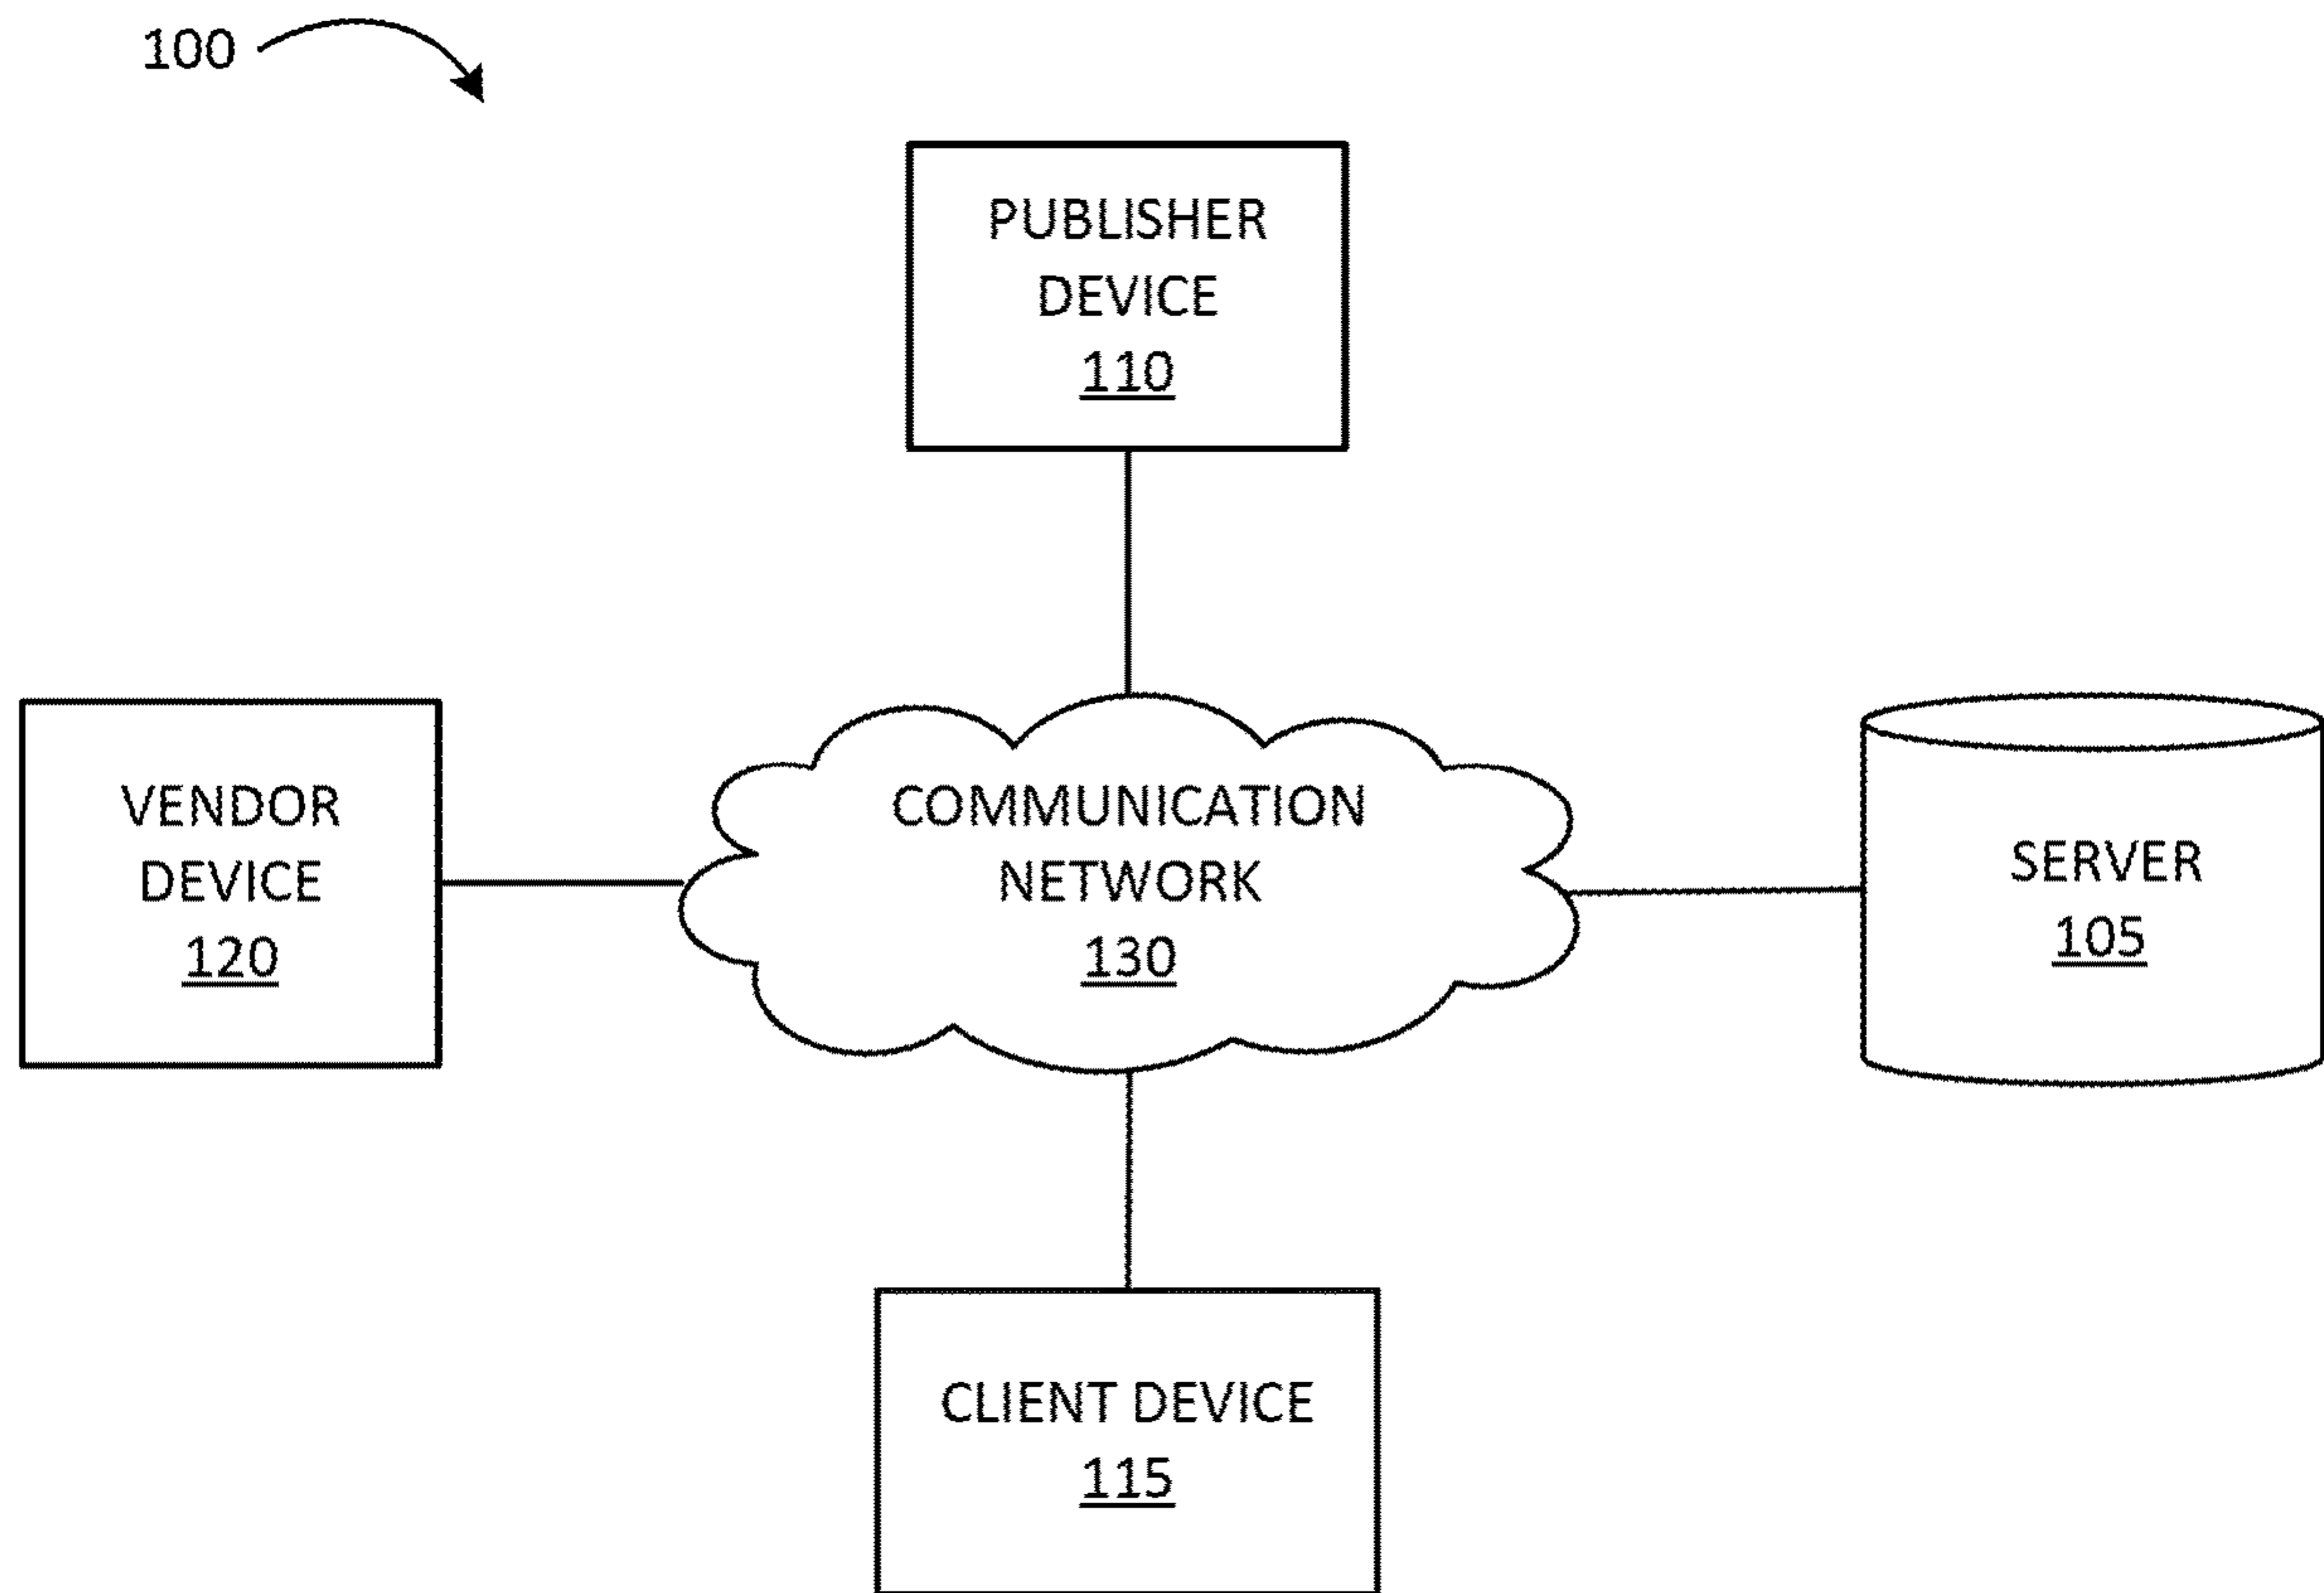 100
PUBLISHER
DEVICE
110
VENDOR
DEVICE
120
COMMUNICATION
NETWORK
130
SERVER
105
CLIENT DEVICE
115